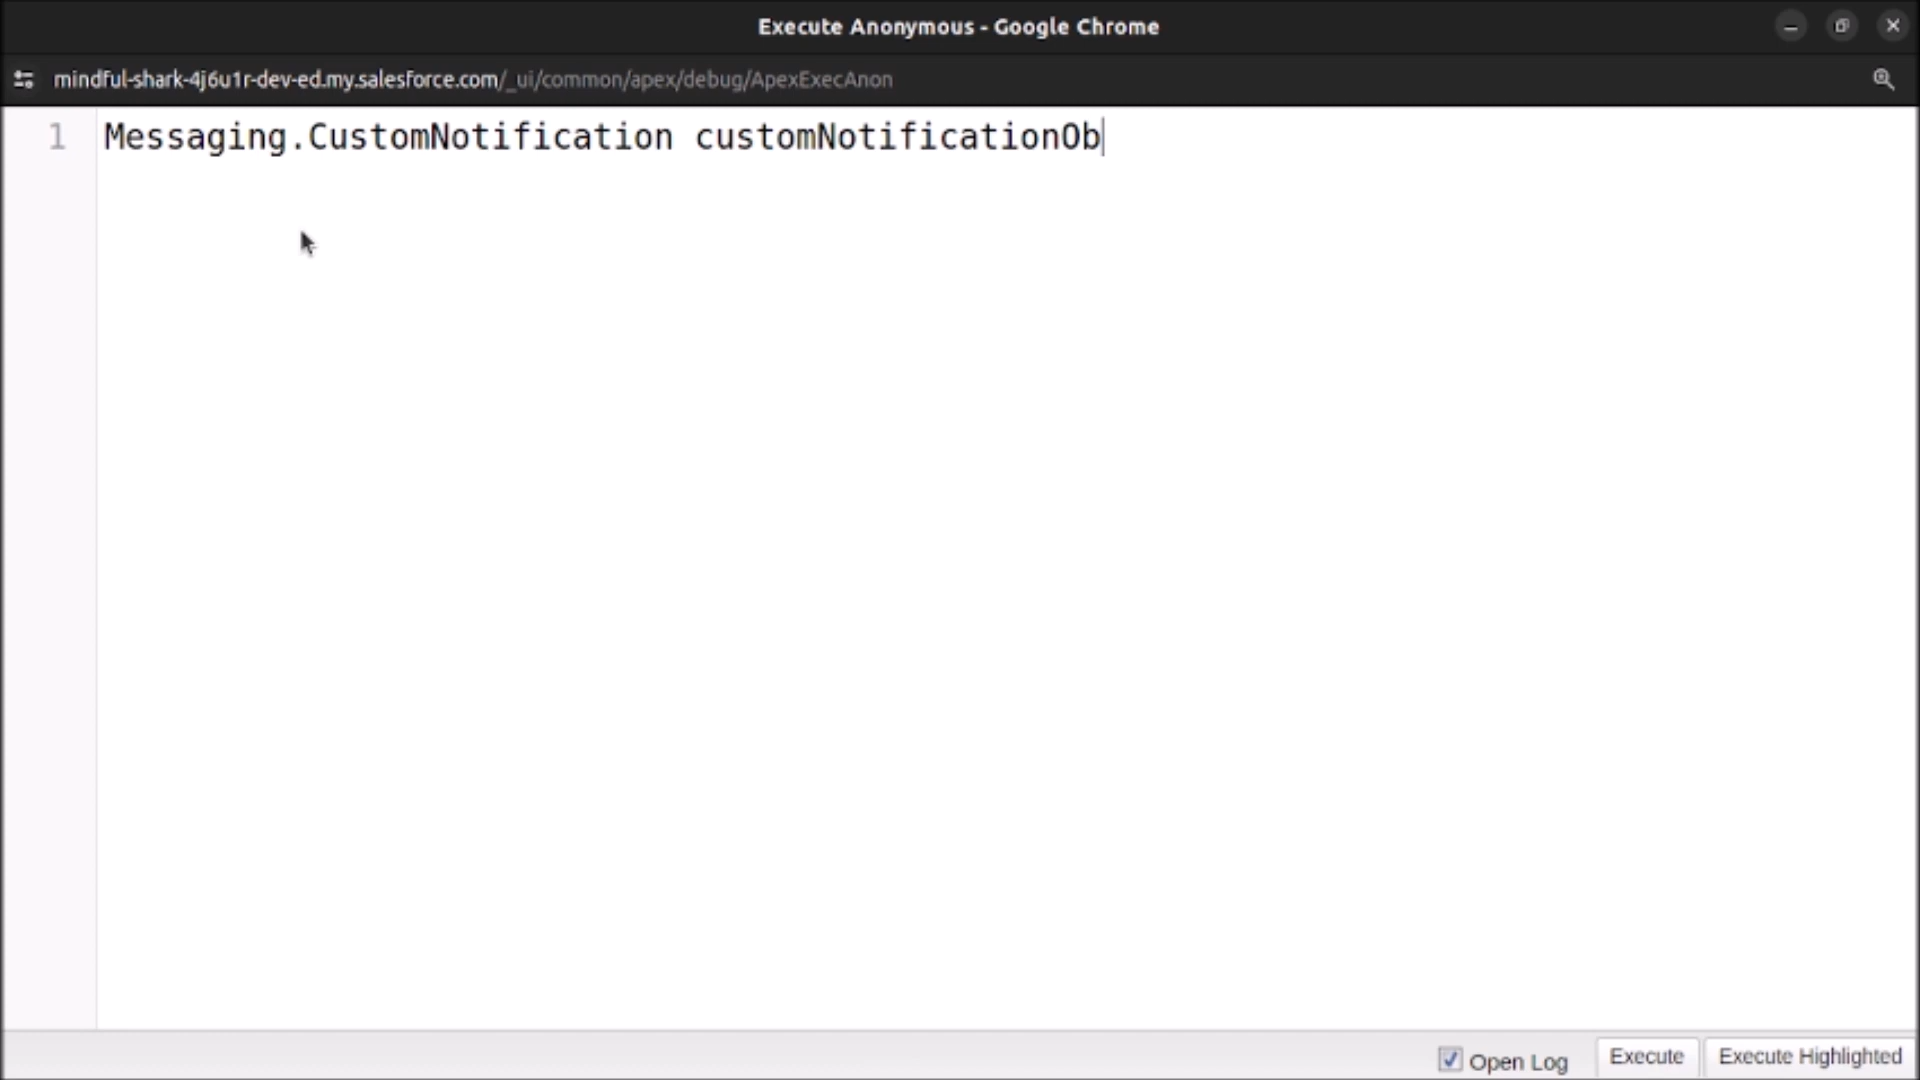 Execute Anonymous - Google Chrome
mindful-shark-4j6u1r-dev-ed.my.salesforce.com/_ui/common/apex/debug/ApexExecAnon
1 Messaging.CustomNotification customNotificationOb
Open Log Execute Execute Highlighted